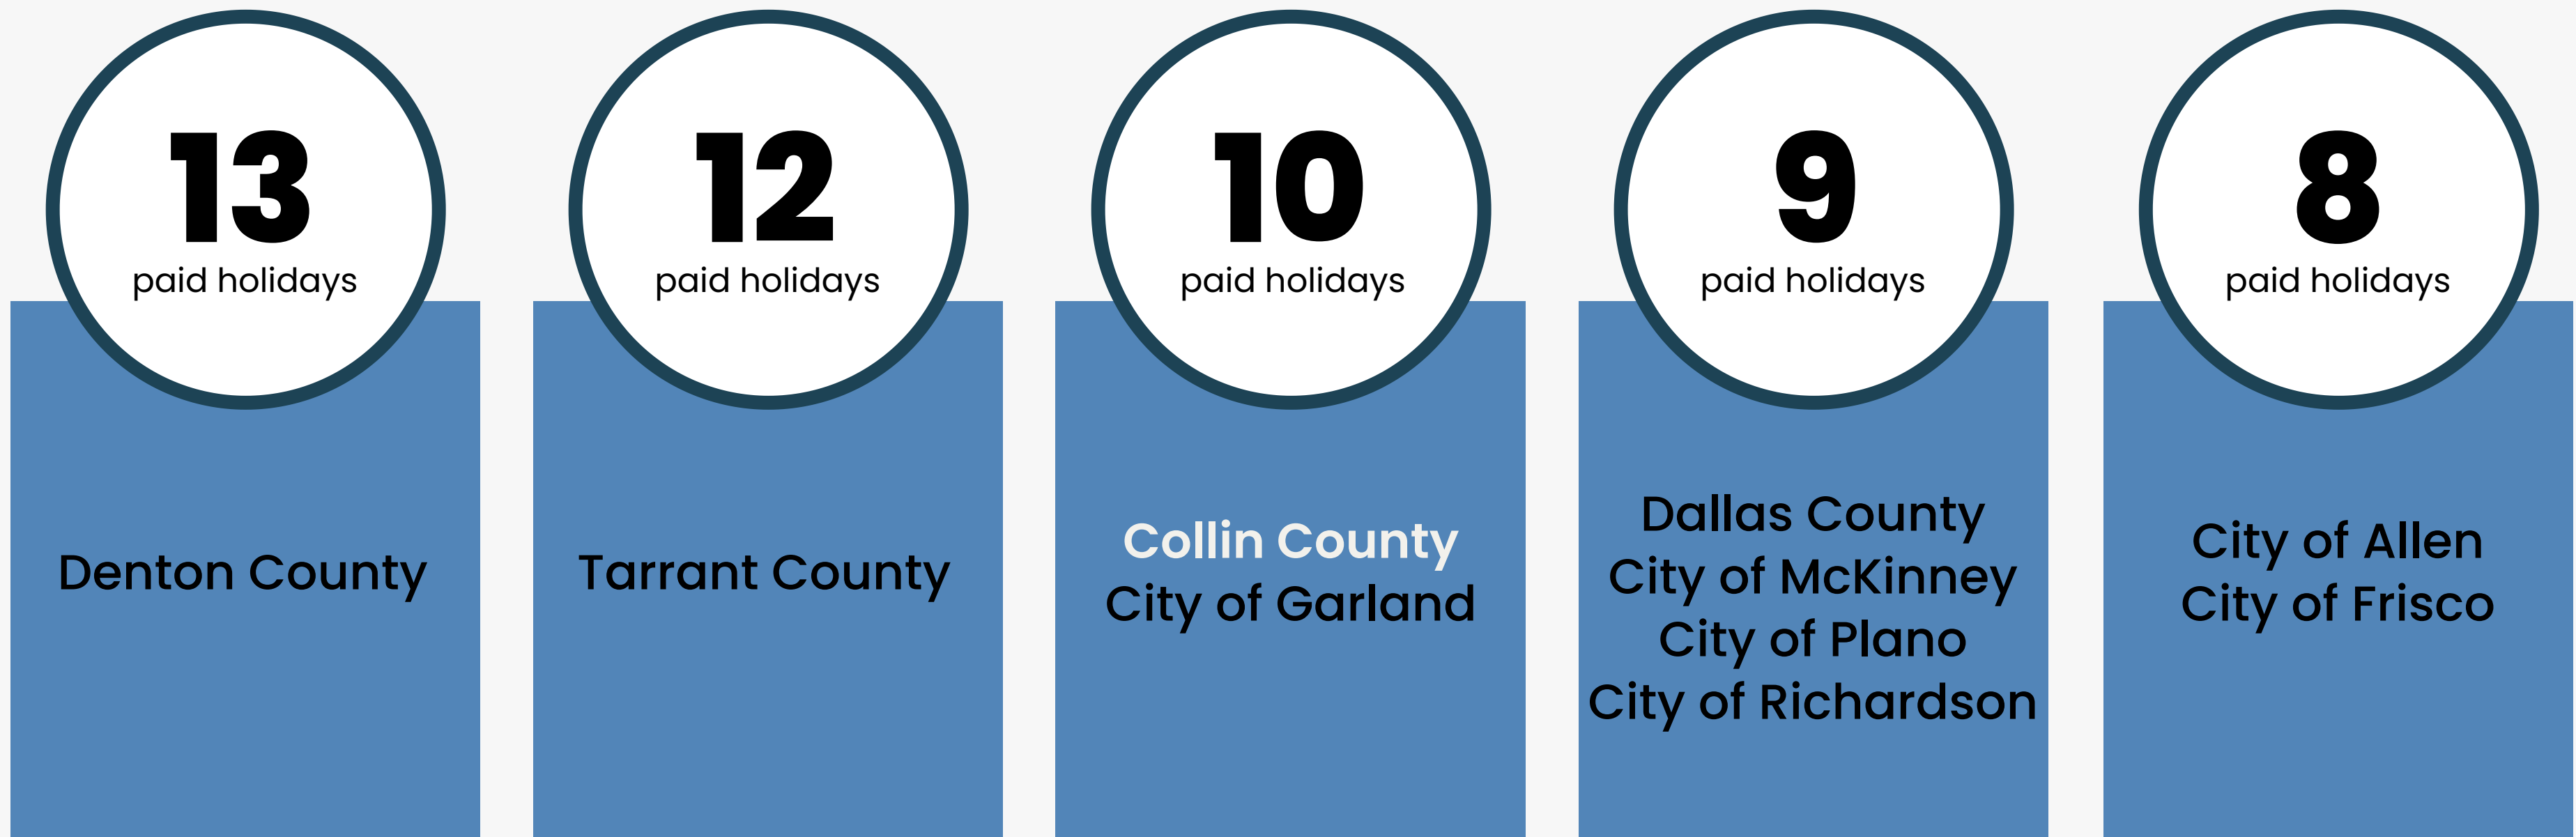 13
paid holidays
Denton County
12
paid holidays
Tarrant County
10
paid holidays
Collin County
City of Garland
9
paid holidays
Dallas County
City of McKinney
City of Plano
City of Richardson
8
paid holidays
City of Allen
City of Frisco